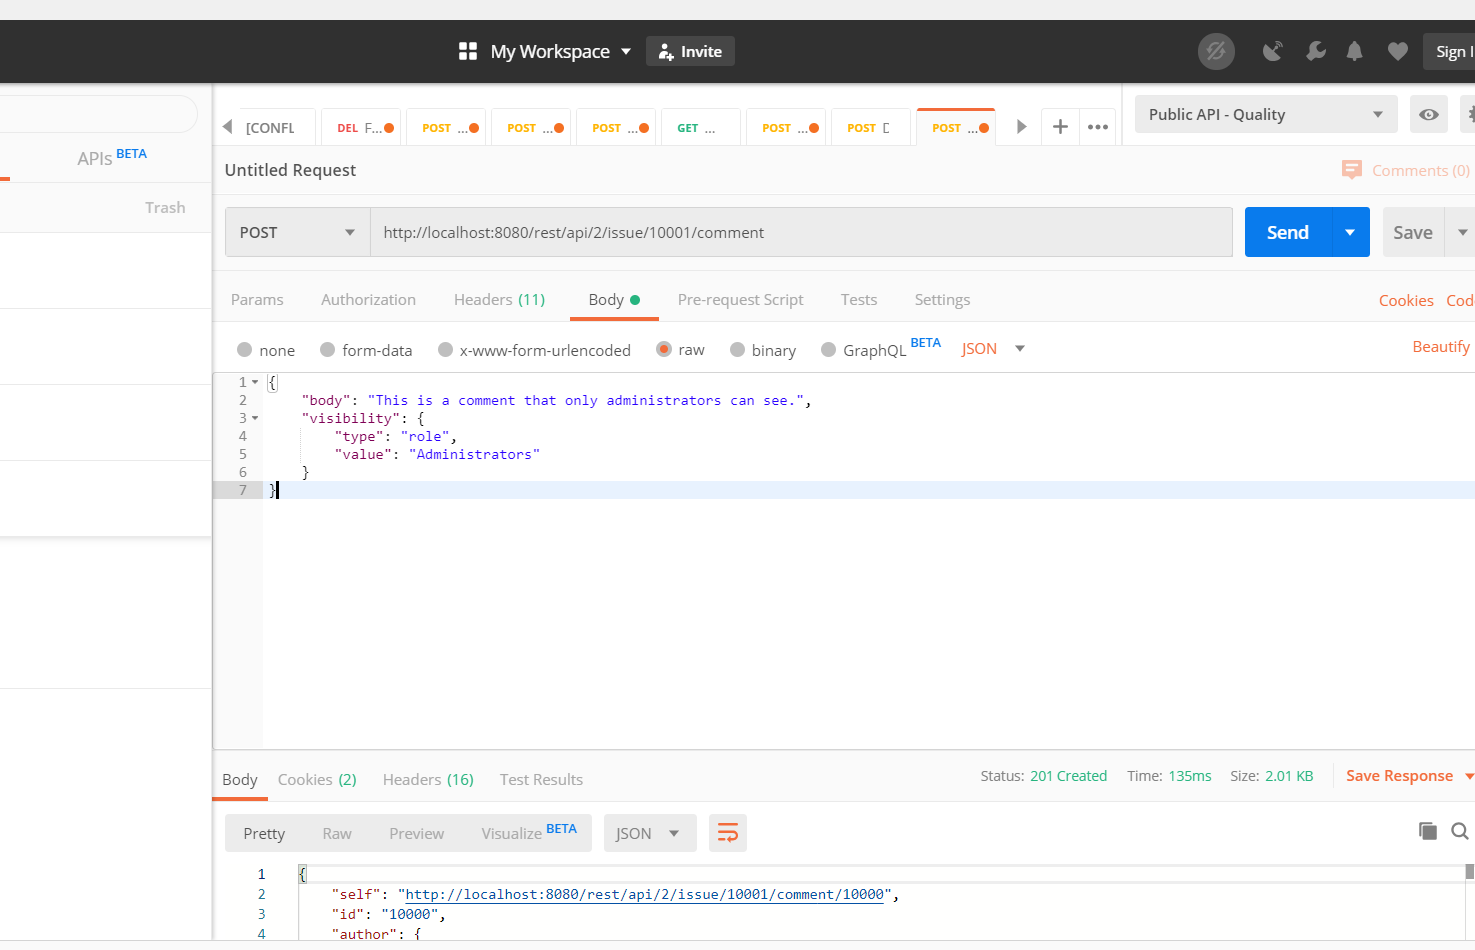 My Workspace
Invite
Sign I
[CONFL
DEL F...
POST ...
POST ...
POST ...
GET ...
POST ...
POST
POST ...
Public API - Quality
APIs BETA
Trash
Untitled Request
Comments (0)
POST
http://localhost:8080/rest/api/2/issue/10001/comment
Send
Save
Params
Authorization
Headers (11)
Body
Pre-request Script
Tests
Settings
Cookies
Cod
none
form-data
x-www-form-urlencoded
raw
binary
GraphQL BETA
JSON
Beautify
1 {
2 "body": "This is a comment that only administrators can see.",
3 "visibility": {
4 "type": "role",
5 "value": "Administrators"
6 }
7 }
Body
Cookies (2)
Headers (16)
Test Results
Status: 201 Created
Time: 135ms
Size: 2.01 KB
Save Response
Pretty
Raw
Preview
Visualize BETA
JSON
1 {
2 "self": "http://localhost:8080/rest/api/2/issue/10001/comment/10000",
3 "id": "10000",
4 "author": {